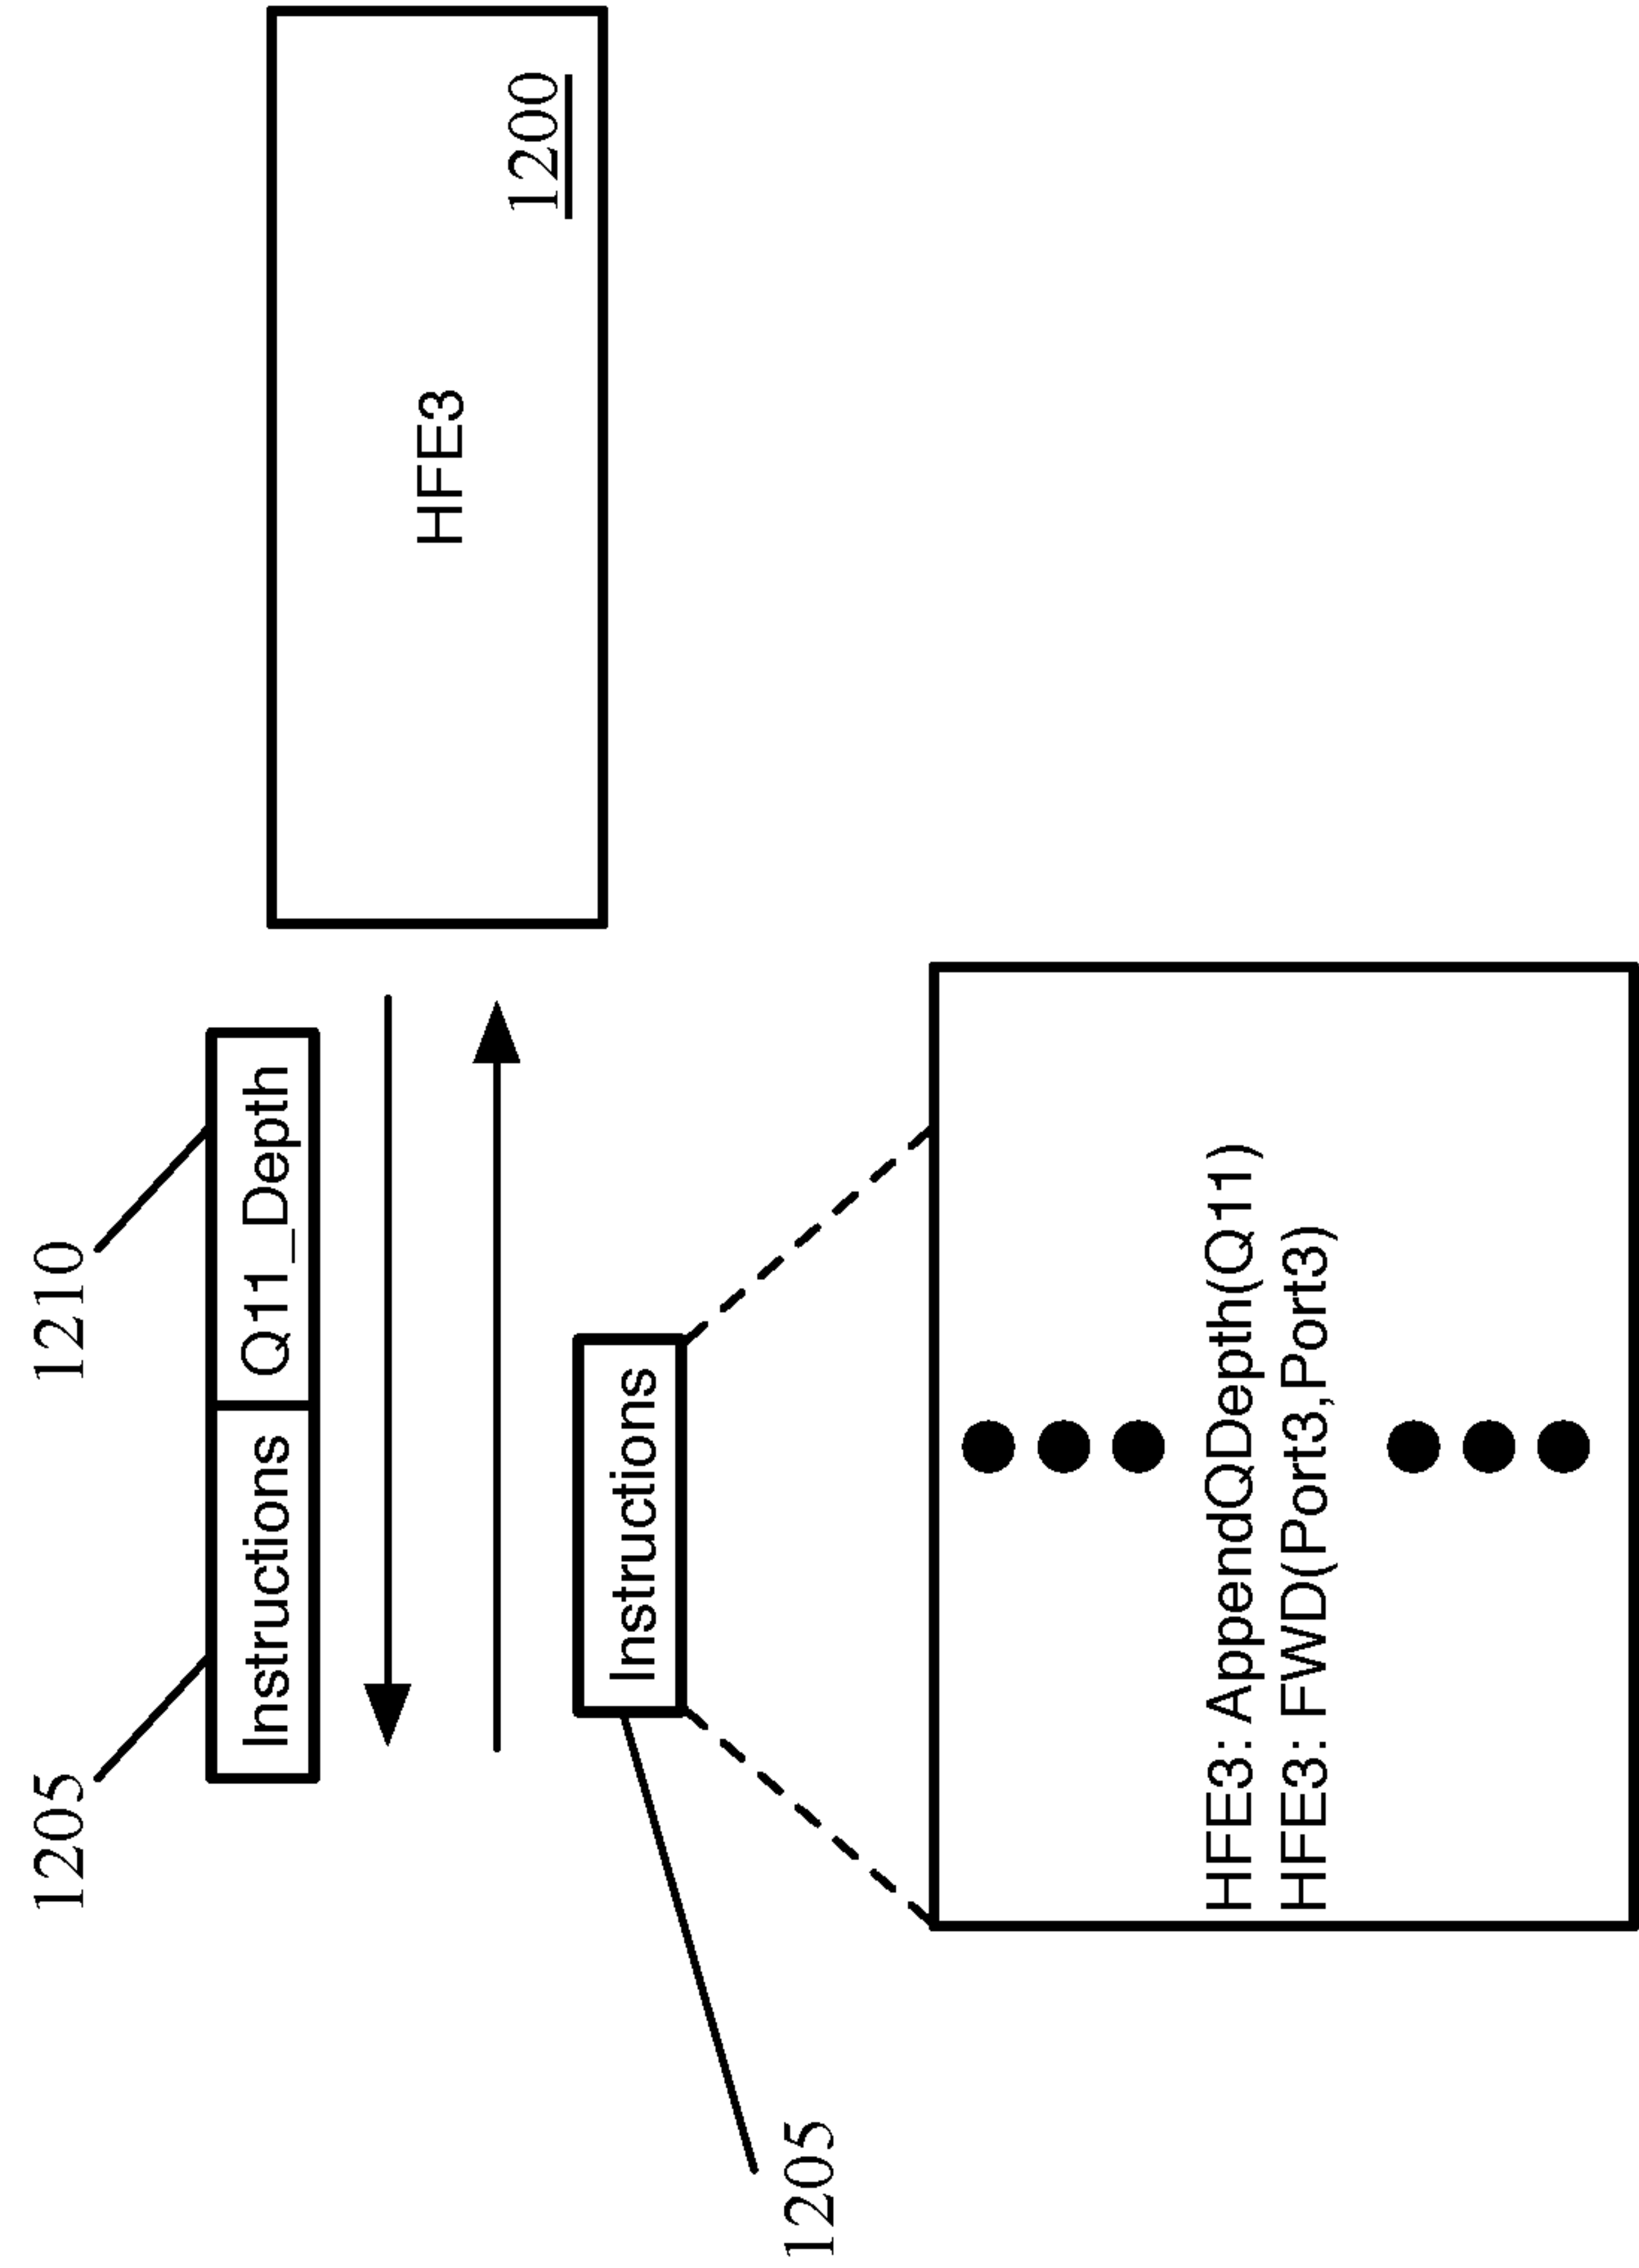 1205
1210
Instructions
Q11_Depth
HFE3
1200
Instructions
1205
HFE3: AppendQDepth(Q11)
HFE3: FWD(Port3,Port3)